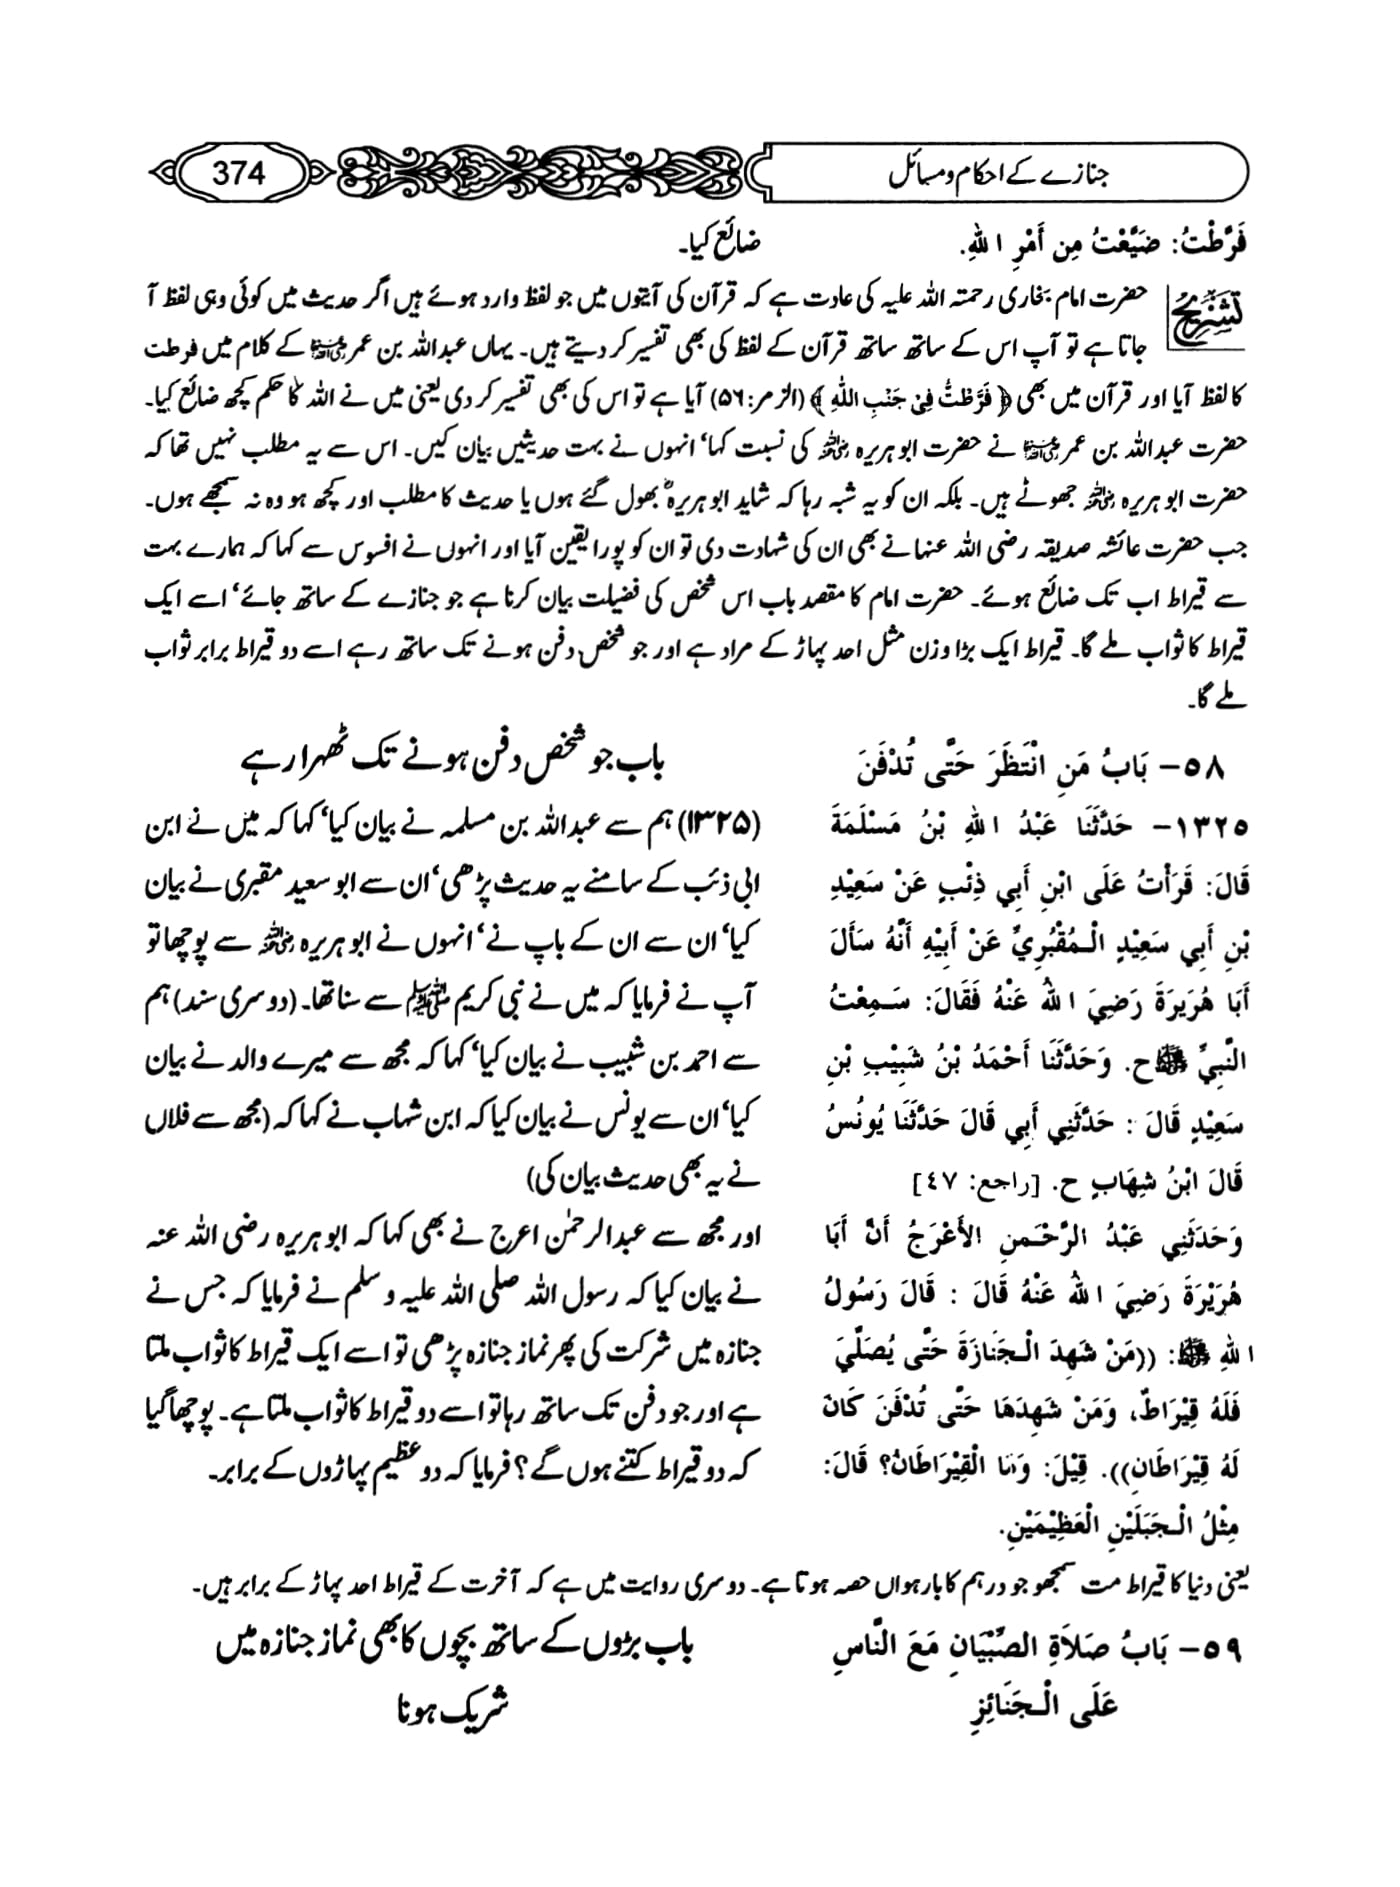 جنازے کے احکام و مسائل
374
فَرَّطْتُ: ضَيَّعْتُ مِن أَمْرِ اللهِ.
ضائع کیا۔
تشریح
حضرت امام بخاری رحمتہ اللہ علیہ کی عادت ہے کہ قرآن کی آیتوں میں جو لفظ وارد ہوئے ہیں اگر حدیث میں کوئی وہی لفظ آ
جاتا ہے تو آپ اس کے ساتھ ساتھ قرآن کے لفظ کی بھی تفسیر کر دیتے ہیں۔ یہاں عبداللہ بن عمر رضی اللہ عنہما کے کلام میں فرطت
کا لفظ آیا اور قرآن میں بھی ﴿ فَرَّطْتُّ فِیْ جَنْبِ اللّٰهِ ﴾ (الزمر:۵۶) آیا ہے تو اس کی بھی تفسیر کر دی یعنی میں نے اللہ کا حکم کچھ ضائع کیا۔
حضرت عبداللہ بن عمر رضی اللہ عنہما نے حضرت ابو ہریرہ رضی اللہ عنہ کی نسبت کہا‘ انہوں نے بہت حدیثیں بیان کیں۔ اس سے یہ مطلب نہیں تھا کہ
حضرت ابو ہریرہ رضی اللہ عنہ جھوٹے ہیں۔ بلکہ ان کو یہ شبہ رہا کہ شاید ابو ہریرہؓ بھول گئے ہوں یا حدیث کا مطلب اور کچھ ہو وہ نہ سمجھے ہوں۔
جب حضرت عائشہ صدیقہ رضی اللہ عنہا نے بھی ان کی شہادت دی تو ان کو پورا یقین آیا اور انہوں نے افسوس سے کہا کہ ہمارے بہت
سے قیراط اب تک ضائع ہوئے۔ حضرت امام کا مقصد باب اس شخص کی فضیلت بیان کرنا ہے جو جنازے کے ساتھ جائے‘ اسے ایک
قیراط کا ثواب ملے گا۔ قیراط ایک بڑا وزن مثل احد پہاڑ کے مراد ہے اور جو شخص دفن ہونے تک ساتھ رہے اسے دو قیراط برابر ثواب
ملے گا۔
٥٨- بَابُ مَنِ انْتَظَرَ حَتَّى تُدْفَنَ
١٣٢٥- حَدَّثَنَا عَبْدُ اللهِ بْنُ مَسْلَمَةَ
قَالَ: قَرَأْتُ عَلَى ابْنِ أَبِي ذِئْبٍ عَنْ سَعِيْدِ
بْنِ أَبِي سَعِيْدٍ الْمُقْبُرِيِّ عَنْ أَبِيْهِ أَنَّهُ سَأَلَ
أَبَا هُرَيرَةَ رَضِيَ اللهُ عَنْهُ فَقَالَ: سَمِعْتُ
النَّبِيِّ ﷺ ح. وَحَدَّثَنَا أَحْمَدُ بْنُ شَبِيْبِ بْنِ
سَعِيْدٍ قَالَ : حَدَّثَنِي أَبِي قَالَ حَدَّثَنَا يُونُسُ
قَالَ ابْنُ شِهَابٍ ح. [راجع: ٤٧]
وَحَدَثَنِي عَبْدُ الرَّحْمنِ الأَعْرَجُ أَنَّ أَبَا
هُرَيْرَةَ رَضِيَ اللهُ عَنْهُ قَالَ : قَالَ رَسُولُ
اللهِ ﷺ: ((مَنْ شَهِدَ الْجَنَازَةَ حَتَّى يُصَلِّيَ
فَلَهُ قِيْرَاطٌ، وَمَنْ شَهِدَهَا حَتَّى تُدْفَنَ كَانَ
لَهُ قِيْرَاطَانِ)). قِيْلَ: وَمَا الْقِيْرَاطَانُ؟ قَالَ:
مِثْلُ الْجَبَلَيْنِ الْعَظِيْمَيْنِ.
باب جو شخص دفن ہونے تک ٹھہرا رہے
(۱۳۲۵) ہم سے عبداللہ بن مسلمہ نے بیان کیا‘ کہا کہ میں نے ابن
ابی ذئب کے سامنے یہ حدیث پڑھی‘ ان سے ابو سعید مقبری نے بیان
کیا‘ ان سے ان کے باپ نے‘ انہوں نے ابو ہریرہ رضی اللہ عنہ سے پوچھا تو
آپ نے فرمایا کہ میں نے نبی کریم ﷺ سے سنا تھا۔ (دوسری سند) ہم
سے احمد بن شبیب نے بیان کیا‘ کہا کہ مجھ سے میرے والد نے بیان
کیا‘ ان سے یونس نے بیان کیا کہ ابن شہاب نے کہا کہ (مجھ سے فلاں
نے یہ بھی حدیث بیان کی)
اور مجھ سے عبدالرحمٰن اعرج نے بھی کہا کہ ابو ہریرہ رضی اللہ عنہ
نے بیان کیا کہ رسول اللہ صلی اللہ علیہ و سلم نے فرمایا کہ جس نے
جنازہ میں شرکت کی پھر نماز جنازہ پڑھی تو اسے ایک قیراط کا ثواب ملتا
ہے اور جو دفن تک ساتھ رہا تو اسے دو قیراط کا ثواب ملتا ہے۔ پوچھا گیا
کہ دو قیراط کتنے ہوں گے؟ فرمایا کہ دو عظیم پہاڑوں کے برابر۔
یعنی دنیا کا قیراط مت سمجھو جو درہم کا بارھواں حصہ ہوتا ہے۔ دوسری روایت میں ہے کہ آخرت کے قیراط احد پہاڑ کے برابر ہیں۔
٥٩- بَابُ صَلاَةِ الصِّبْيَانِ مَعَ النَّاسِ
عَلَى الْجَنَائِزِ
باب بڑوں کے ساتھ بچوں کا بھی نماز جنازہ میں
شریک ہونا